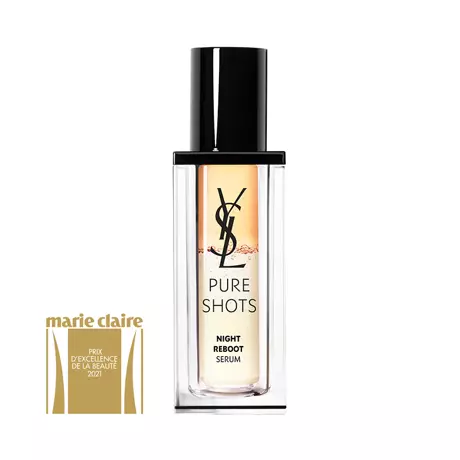 YSL
PURE
SHOTS
NIGHT
REBOOT
SERUM
marie claire
PRIX
D'EXCELLENCE
DE LA BEAUTÉ
2021